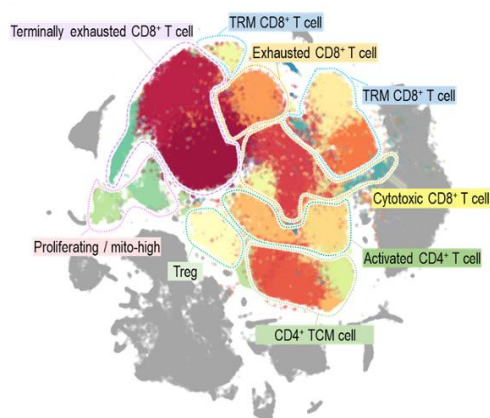 TRM CD8⁺ T cell
Terminally exhausted CD8⁺ T cell
Exhausted CD8⁺ T cell
TRM CD8⁺ T cell
Cytotoxic CD8⁺ T cell
Proliferating / mito-high
Activated CD4⁺ T cell
Treg
CD4⁺ TCM cell